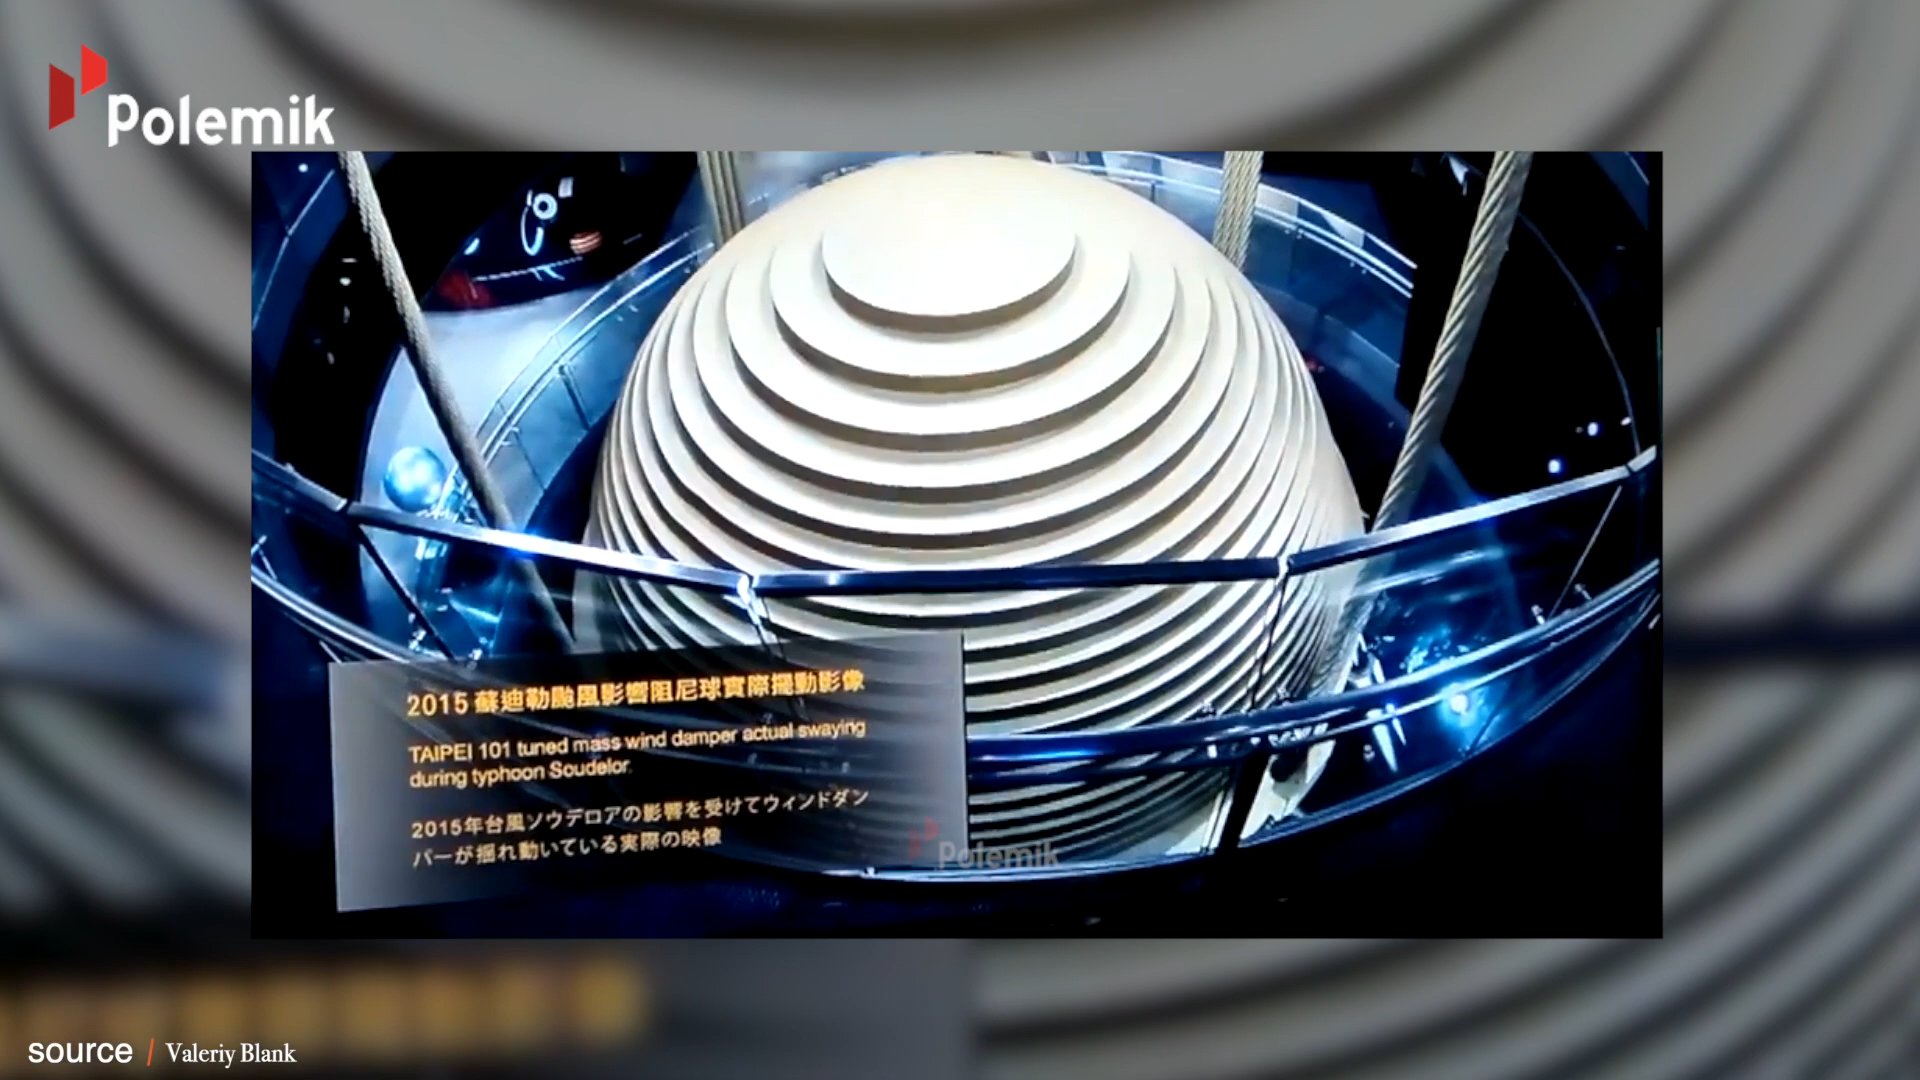 Polemik
2015 蘇迪勒颱風影響阻尼球實際擺動影像
TAIPEI 101 tuned mass wind damper actual swaying
during typhoon Soudelor.
2015年台風ソウデロアの影響を受けてウィンドダン
パーが揺れ動いている実際の映像
Polemik
source / Valeriy Blank